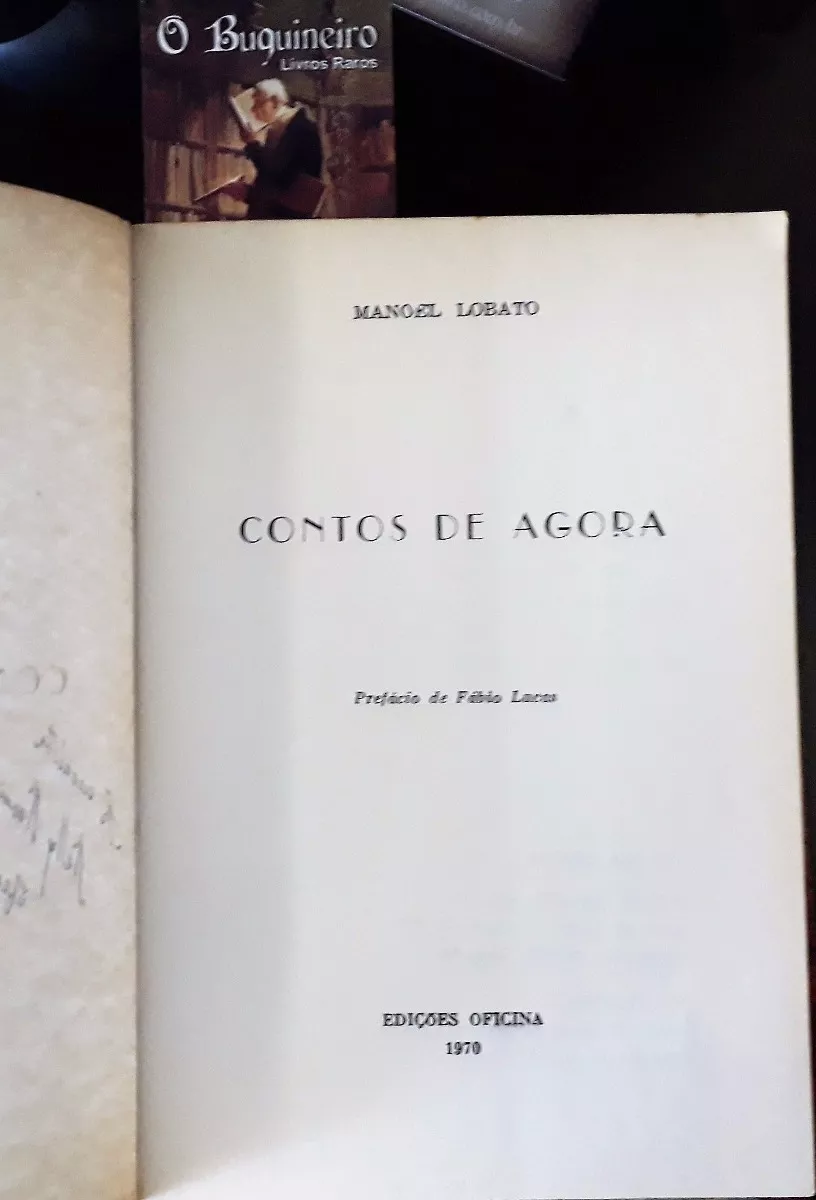 O Buquineiro
Livros Raros
MANOEL LOBATO
CONTOS DE AGORA
Prefácio de Fábio Lucas
EDIÇÕES OFICINA
1970